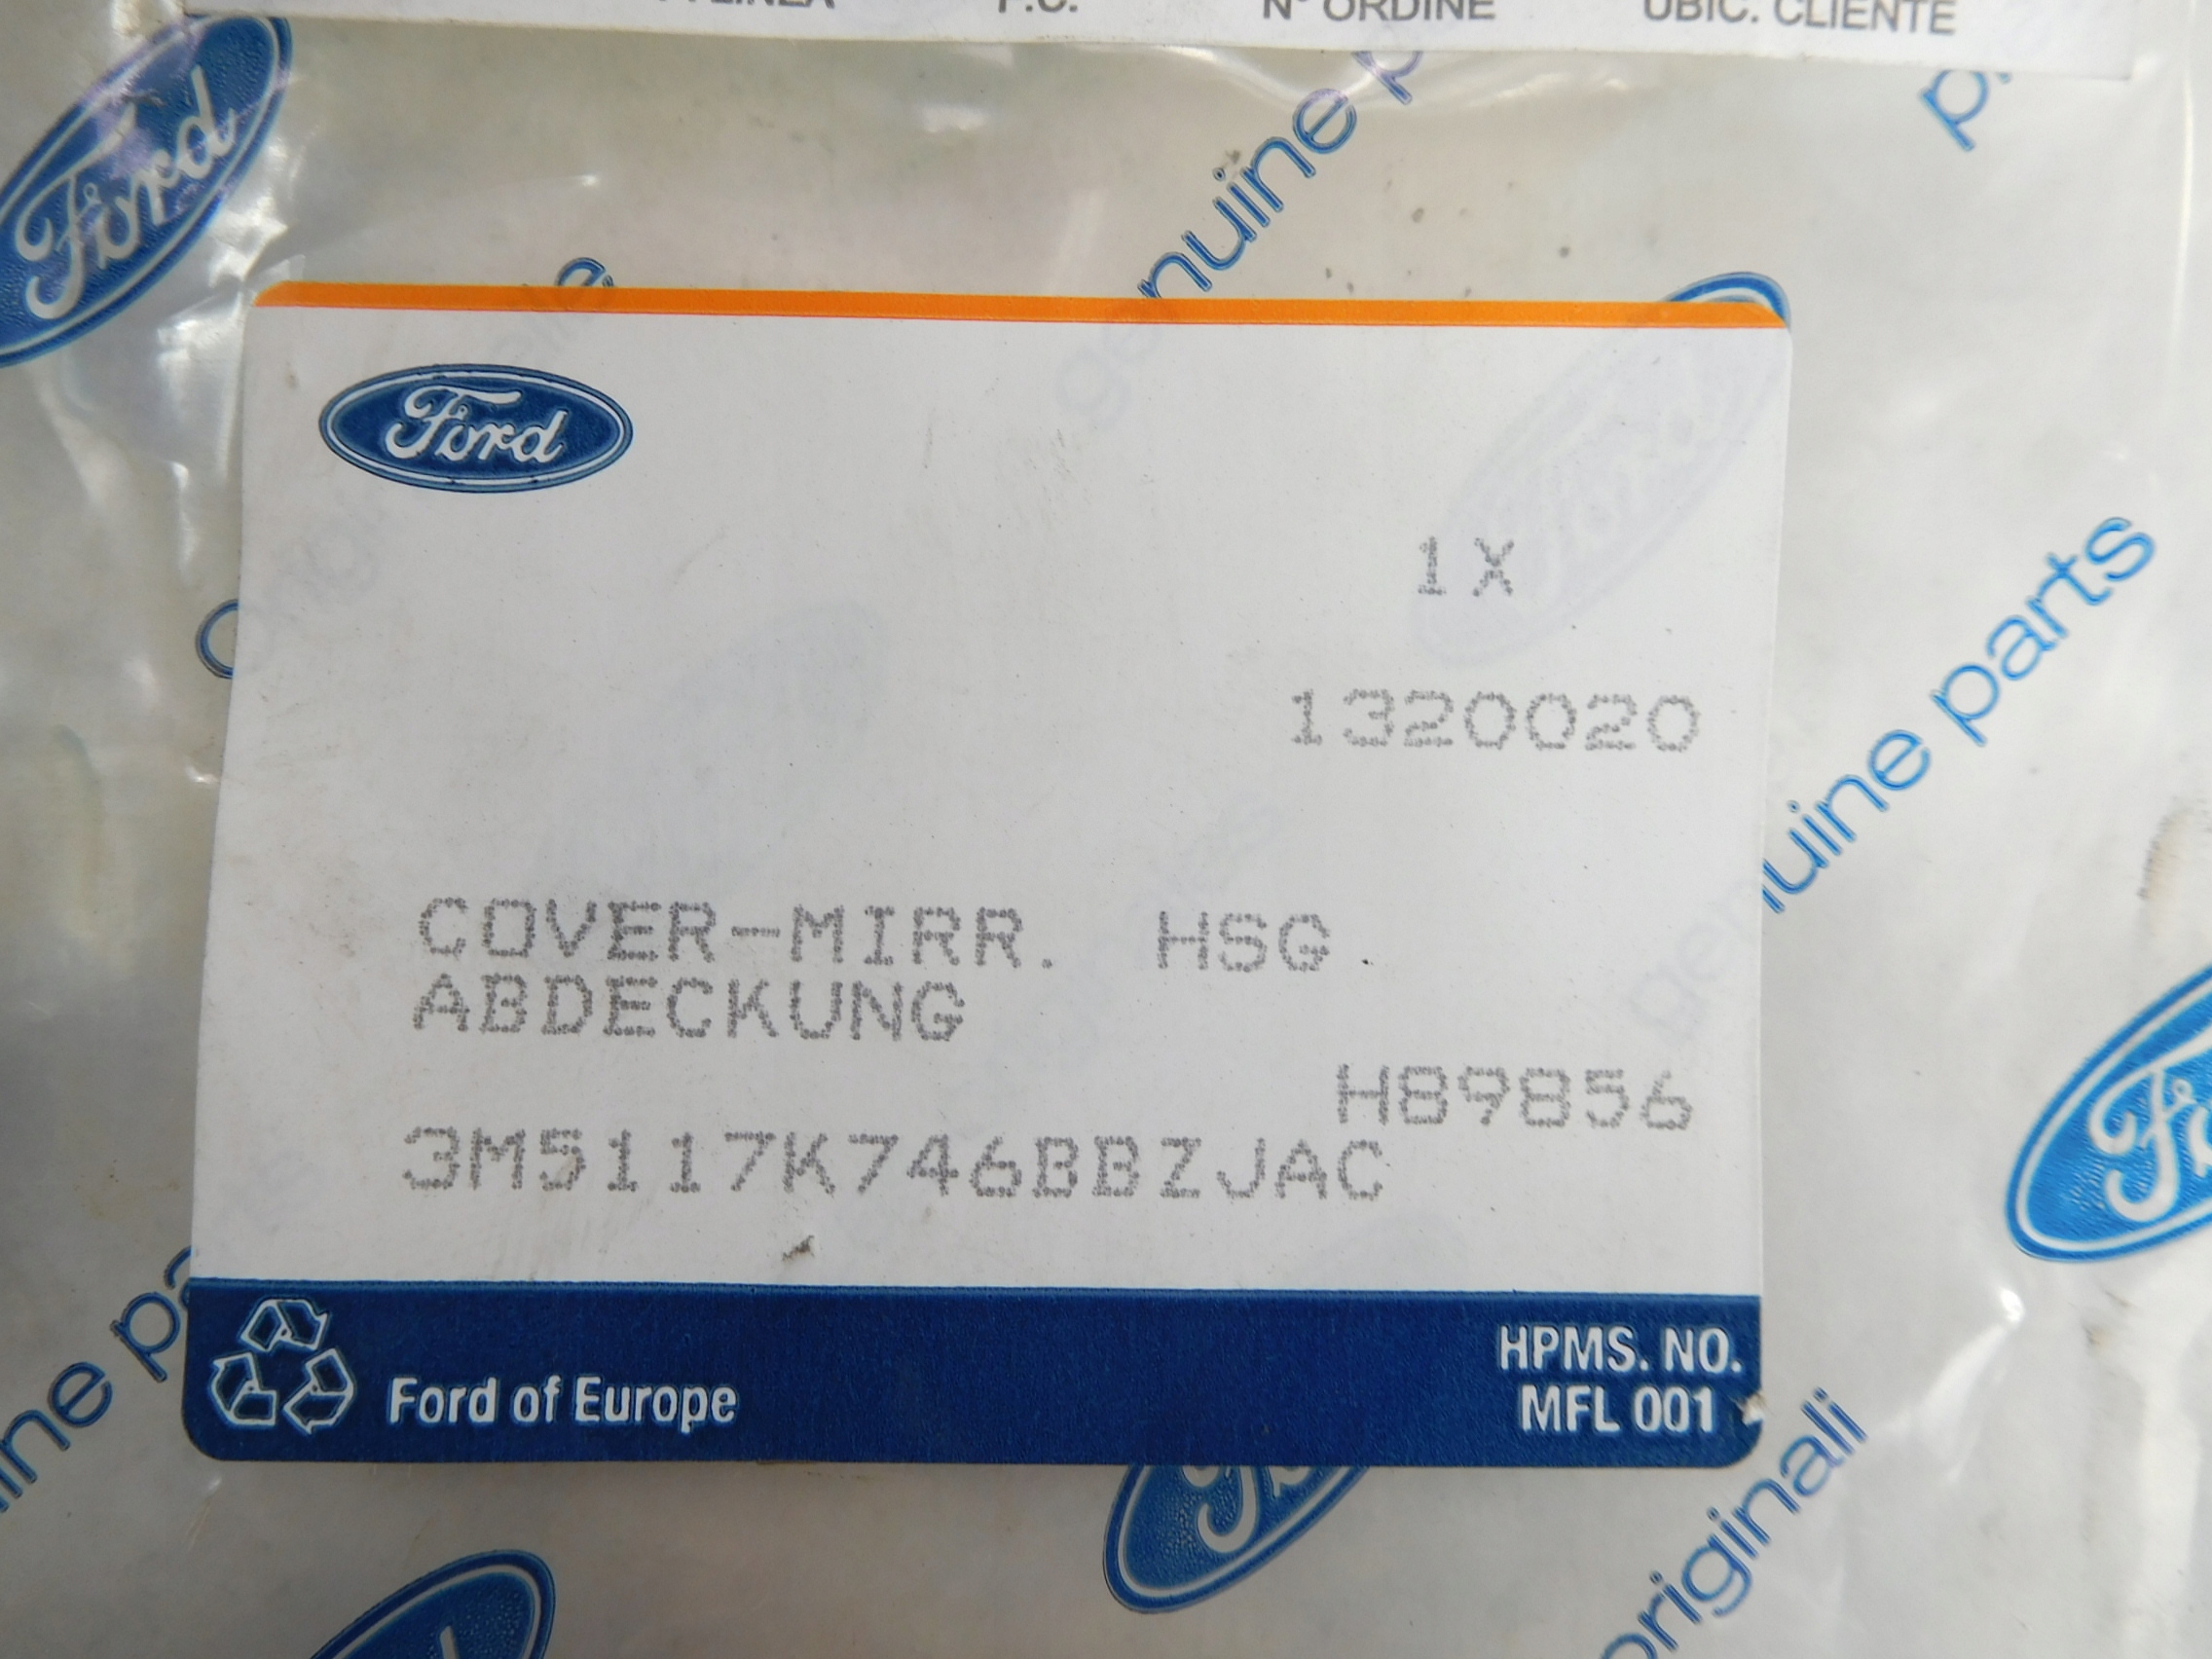 P.C. N° ORDINE UBIC. CLIENTE
Ford
genuine
Ford
1X
1320020
genuine parts
COVER-MIRR. HSG.
ABDECKUNG
H89856
3M5117K746BBZJAC
Ford of Europe
HPMS. NO.
MFL 001
originali